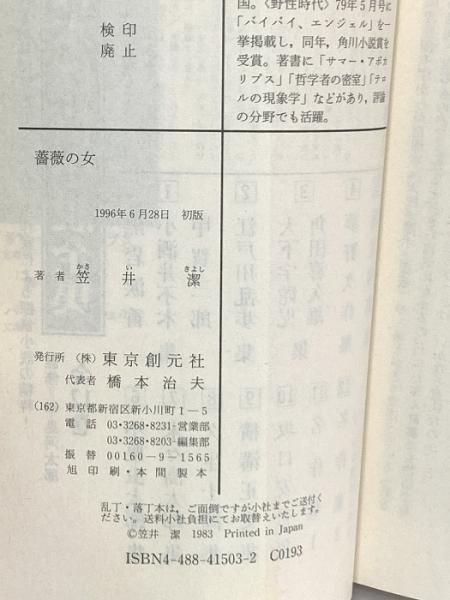 国。〈野性時代〉79年5月号に
「バイバイ、エンジェル」を一
挙掲載し，同年，角川小説賞を
受賞。著書に「サマー・アポカ
リプス」「哲学者の密室」「テロ
ルの現象学」などがあり，評論
の分野でも活躍。
検印
廃止
薔薇の女
1996年6月28日 初版
著者 笠井潔
かさ い きよし
発行所 (株) 東京創元社
代表者 橋本治夫
(162) 東京都新宿区新小川町1－5
電話 03・3268・8231-営業部
03・3268・8203-編集部
振替 00160－9－1565
旭印刷・本間製本
乱丁・落丁本は，ご面倒ですが小社までご送付く
ださい。送料小社負担にてお取替えいたします。
©笠井 潔 1983 Printed in Japan
ISBN4-488-41503-2 C0193